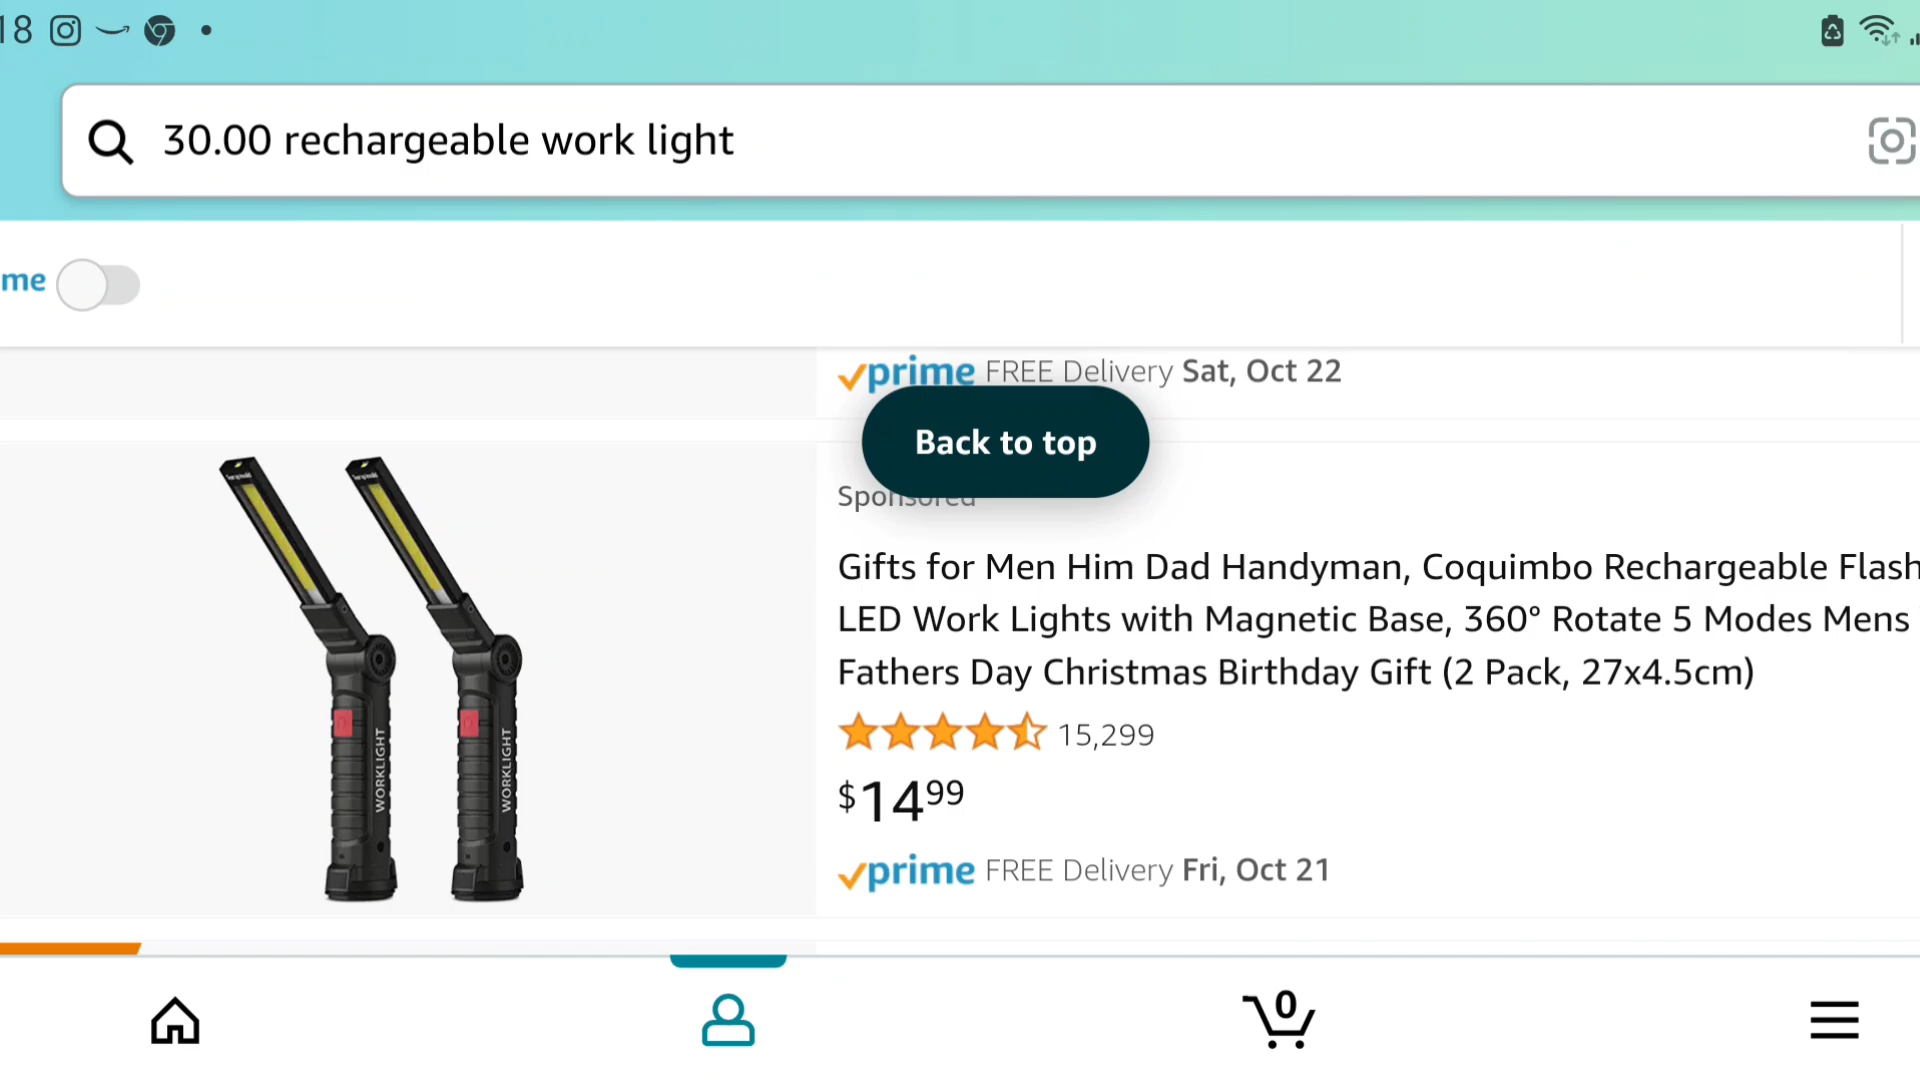 18
30.00 rechargeable work light
me
prime FREE Delivery Sat, Oct 22
Back to top
Sponsored
Gifts for Men Him Dad Handyman, Coquimbo Rechargeable Flash
LED Work Lights with Magnetic Base, 360° Rotate 5 Modes Mens
Fathers Day Christmas Birthday Gift (2 Pack, 27x4.5cm)
15,299
$1499
prime FREE Delivery Fri, Oct 21
WORKLIGHT
WORKLIGHT
0